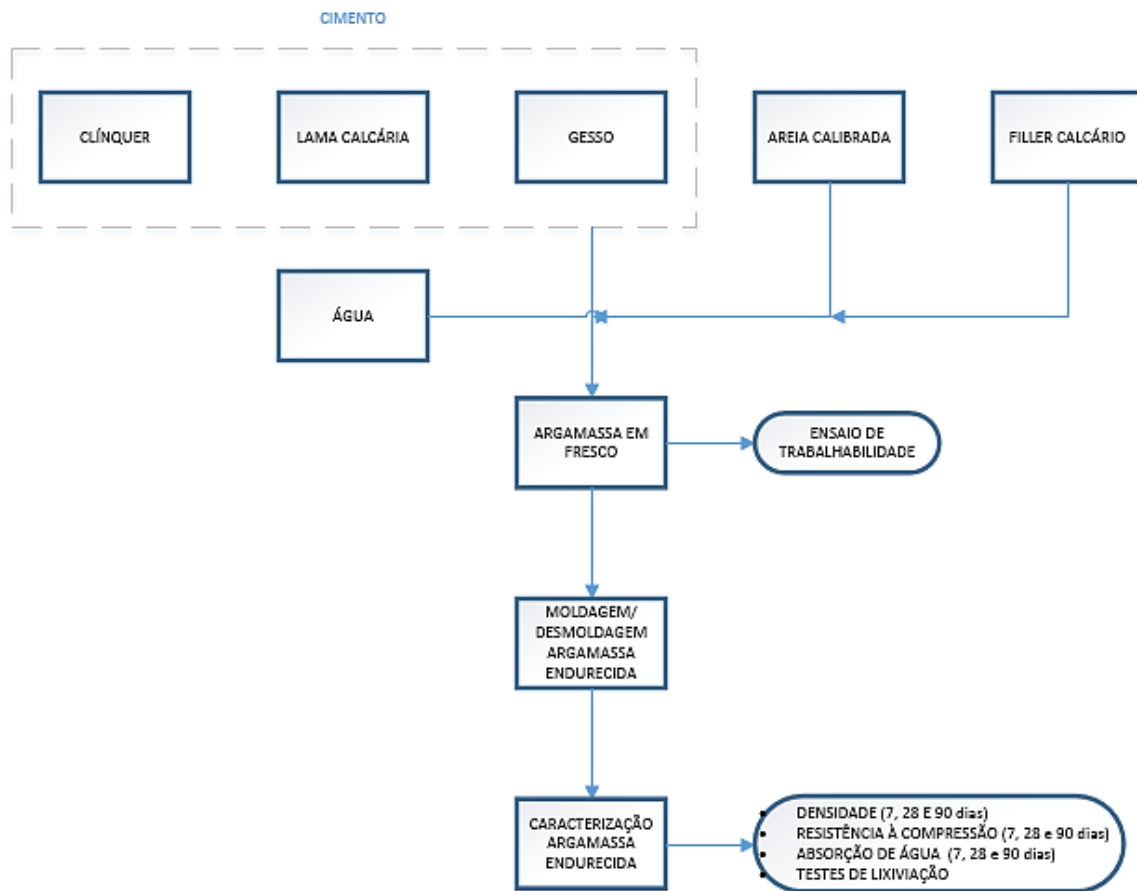 CIMENTO
CLÍNQUER
LAMA CALCÁRIA
GESSO
AREIA CALIBRADA
FILLER CALCÁRIO
ÁGUA
ARGAMASSA EM
FRESCO
ENSAIO DE
TRABALHABILIDADE
MOLDAGEM/
DESMOLDAGEM
ARGAMASSA
ENDURECIDA
CARACTERIZAÇÃO
ARGAMASSA
ENDURECIDA
• DENSIDADE (7, 28 E 90 dias)
• RESISTÊNCIA À COMPRESSÃO (7, 28 e 90 dias)
• ABSORÇÃO DE ÁGUA (7, 28 e 90 dias)
• TESTES DE LIXIVIAÇÃO